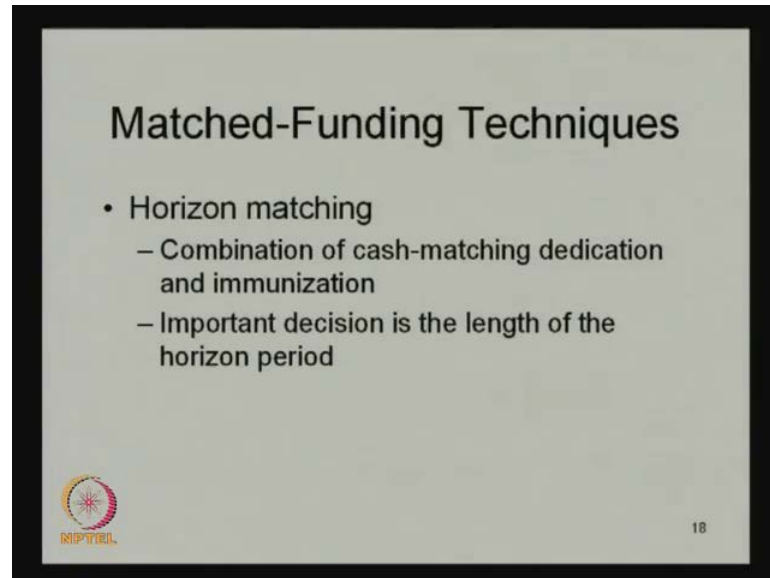 Matched-Funding Techniques
• Horizon matching
– Combination of cash-matching dedication
and immunization
– Important decision is the length of the
horizon period
NPTEL
18